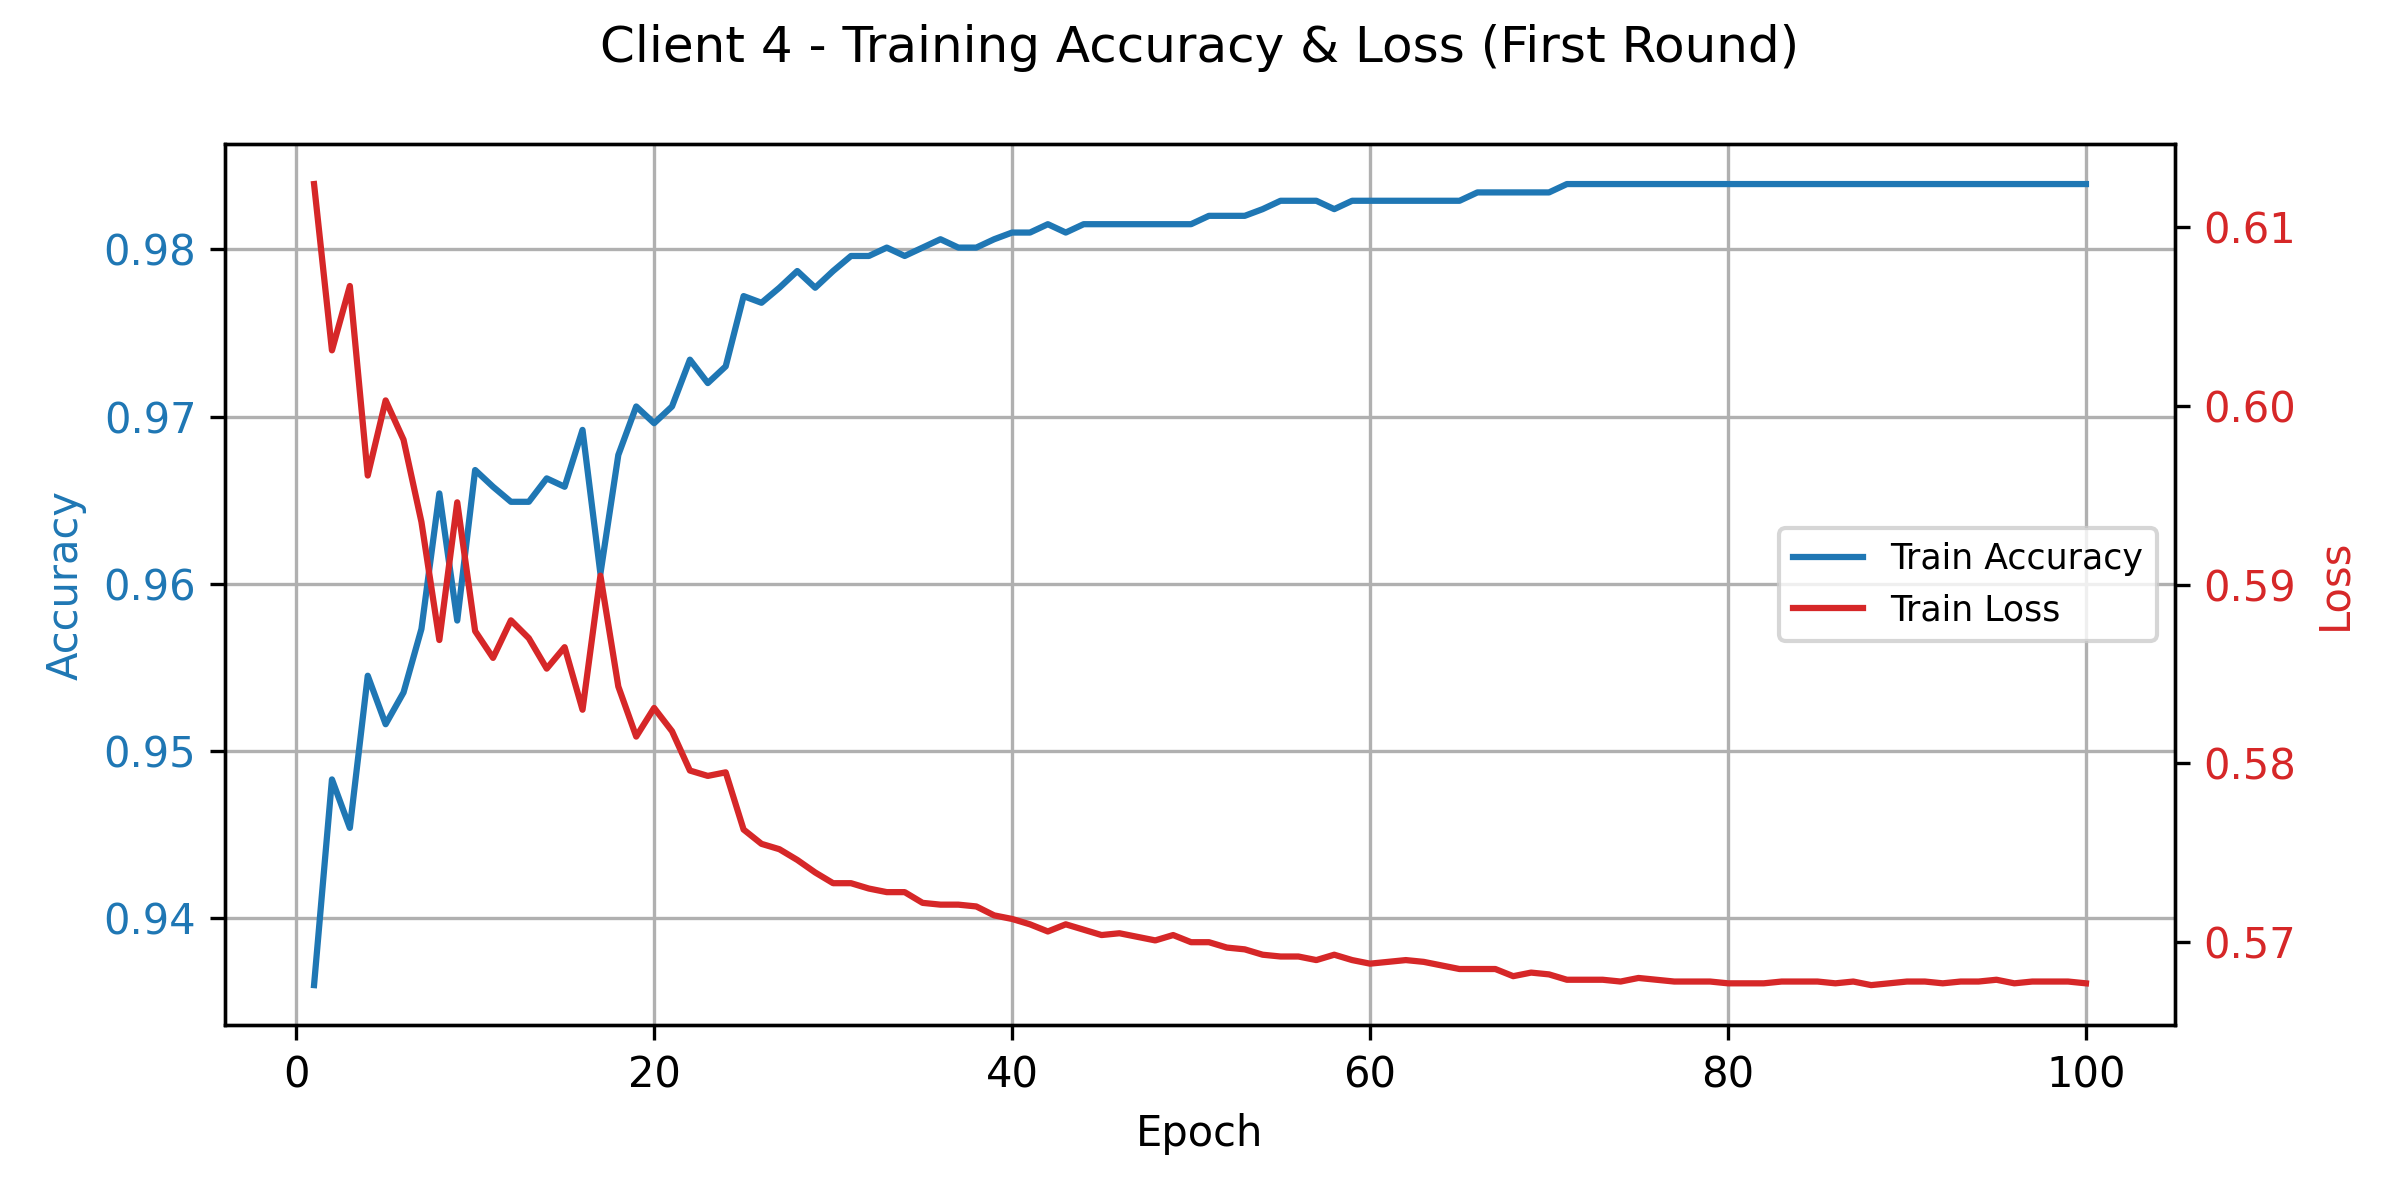 Client 4 - Training Accuracy & Loss (First Round)
Accuracy
0.98
0.97
0.96
0.95
0.94
0.61
0.60
0.59
0.58
0.57
Loss
Train Accuracy
Train Loss
0 20 40 60 80 100
Epoch